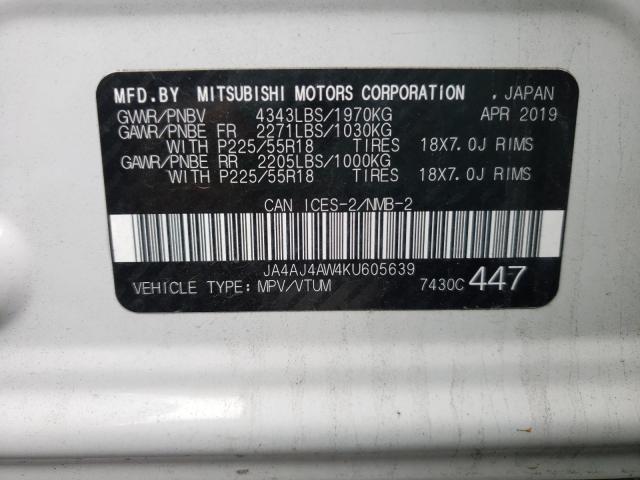 MFD.BY MITSUBISHI MOTORS CORPORATION , JAPAN
GVWR/PNBV 4343LBS/1970KG APR 2019
GAWR/PNBE FR 2271LBS/1030KG
WITH P225/55R18 TIRES 18X7.0J RIMS
GAWR/PNBE RR 2205LBS/1000KG
WITH P225/55R18 TIRES 18X7.0J RIMS
CAN ICES-2/NMB-2
JA4AJ4AW4KU605639
VEHICLE TYPE: MPV/VTUM 7430C 447